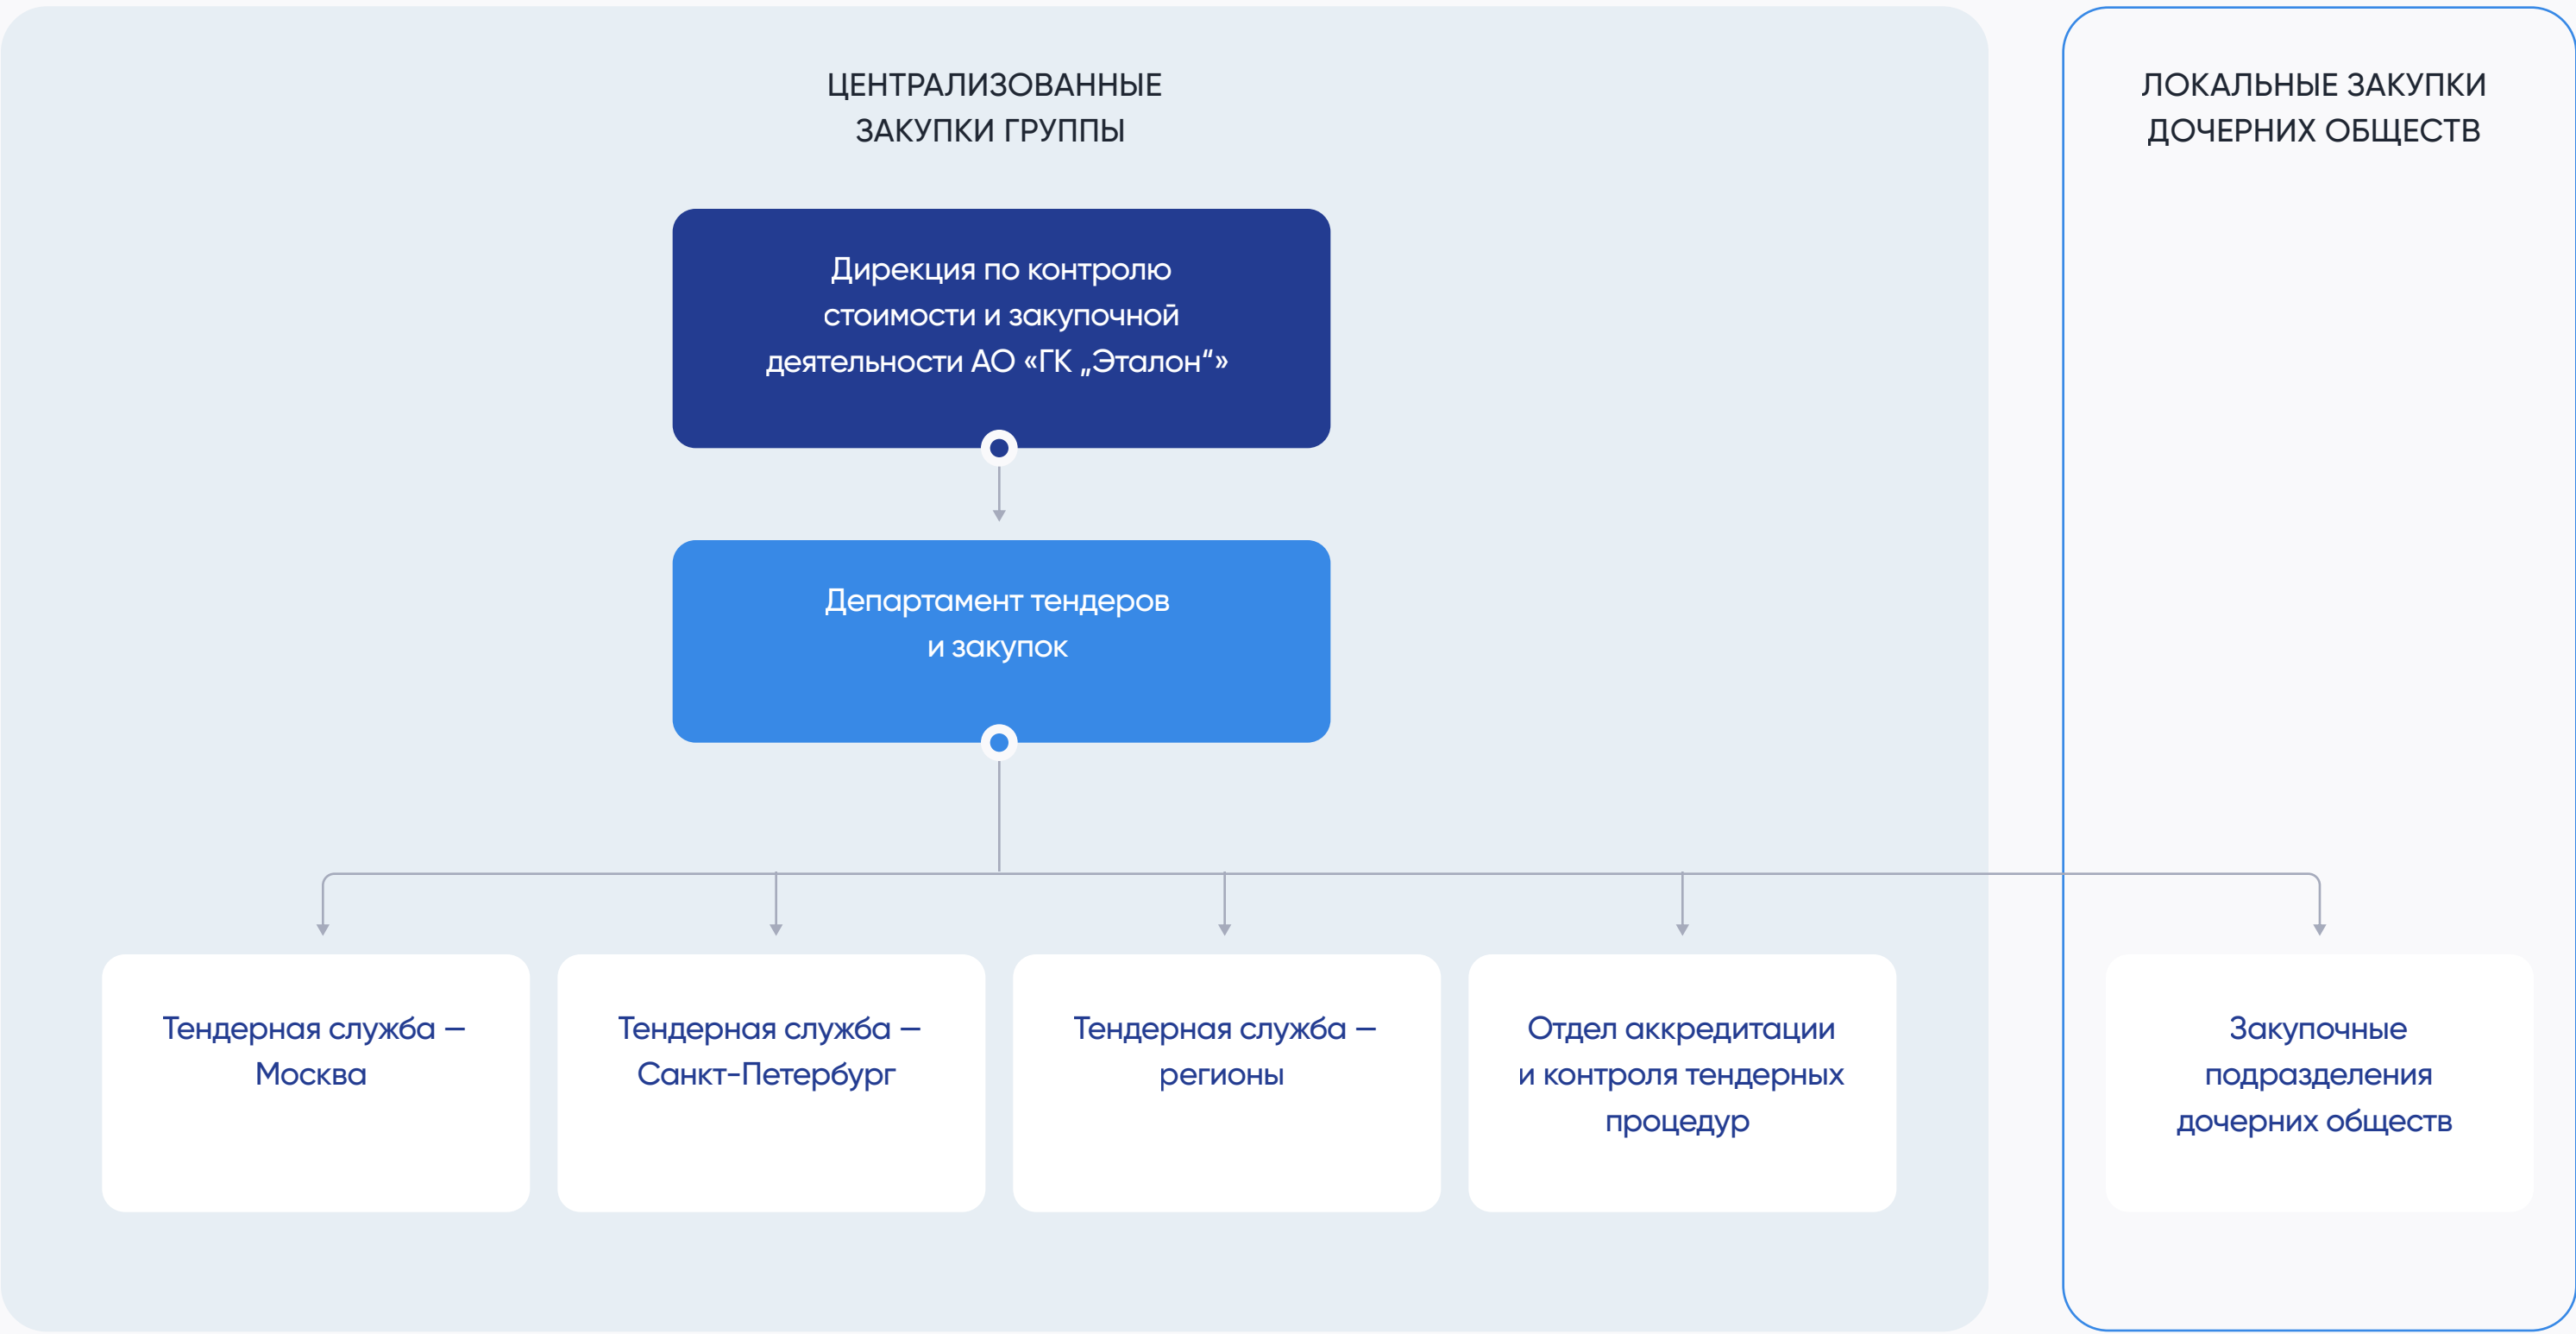 ЦЕНТРАЛИЗОВАННЫЕ
ЗАКУПКИ ГРУППЫ
ЛОКАЛЬНЫЕ ЗАКУПКИ
ДОЧЕРНИХ ОБЩЕСТВ
Дирекция по контролю
стоимости и закупочной
деятельности АО «ГК „Эталон“»
Департамент тендеров
и закупок
Тендерная служба —
Москва
Тендерная служба —
Санкт-Петербург
Тендерная служба —
регионы
Отдел аккредитации
и контроля тендерных
процедур
Закупочные
подразделения
дочерних обществ